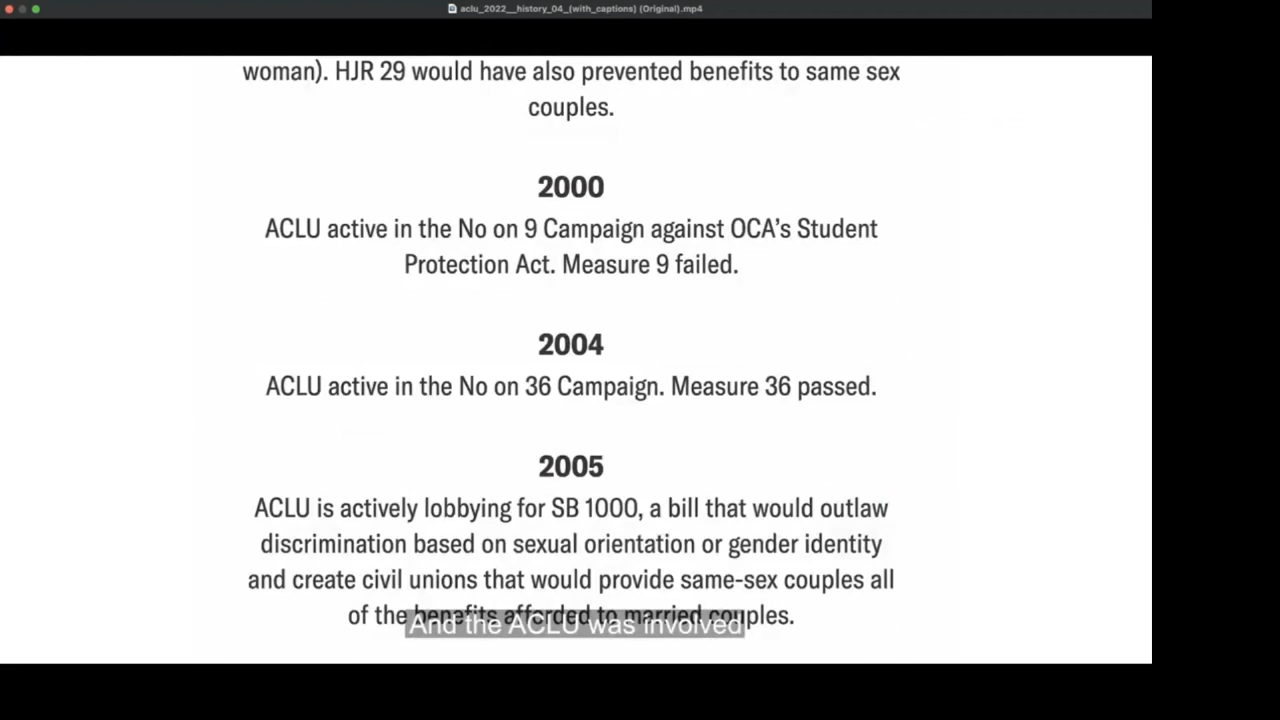 aclu_2022__history_04_(with_captions) (Original).mp4
woman). HJR 29 would have also prevented benefits to same sex
couples.
2000
ACLU active in the No on 9 Campaign against OCA’s Student
Protection Act. Measure 9 failed.
2004
ACLU active in the No on 36 Campaign. Measure 36 passed.
2005
ACLU is actively lobbying for SB 1000, a bill that would outlaw
discrimination based on sexual orientation or gender identity
and create civil unions that would provide same-sex couples all
of the benefits afforded to married couples.
And the ACLU was involved